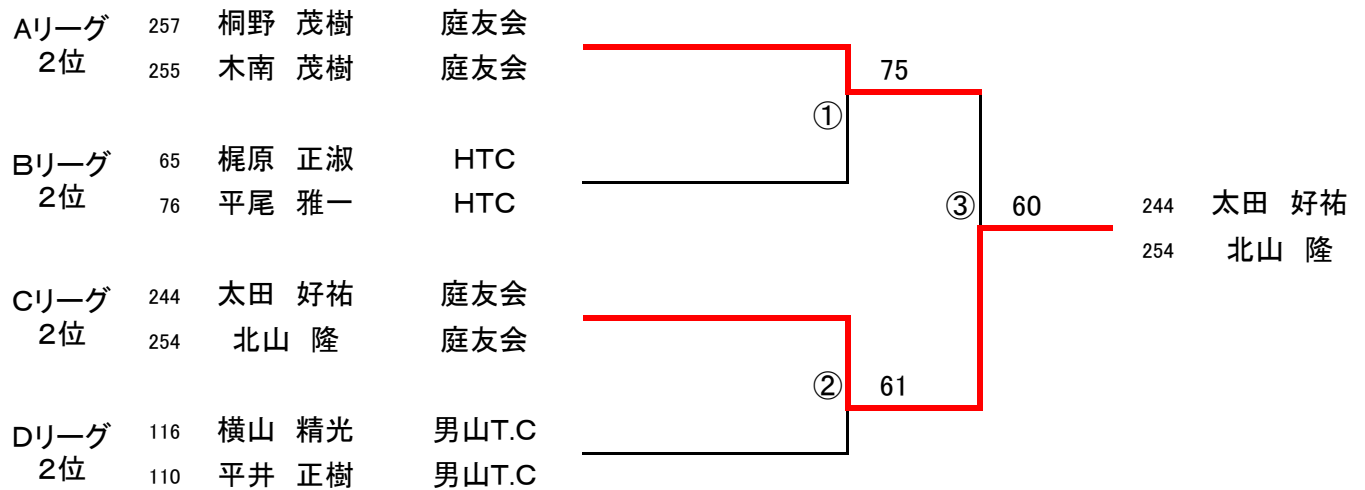 Aリーグ 257 桐野 茂樹 庭友会
2位 255 木南 茂樹 庭友会
75
①
Bリーグ 65 梶原 正淑 HTC
2位 76 平尾 雅一 HTC
③ 60 244 太田 好祐
254 北山 隆
Cリーグ 244 太田 好祐 庭友会
2位 254 北山 隆 庭友会
② 61
Dリーグ 116 横山 精光 男山T.C
2位 110 平井 正樹 男山T.C